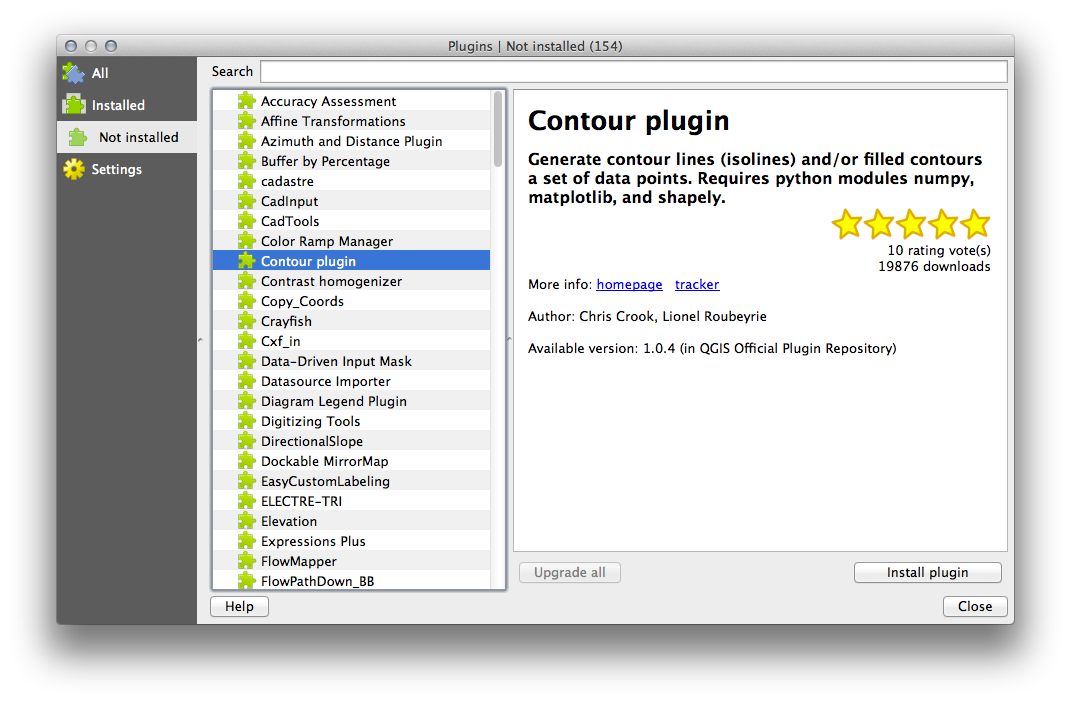 Plugins | Not installed (154)
All
Installed
Not installed
Settings
Search
Accuracy Assessment
Affine Transformations
Azimuth and Distance Plugin
Buffer by Percentage
cadastre
CadInput
CadTools
Color Ramp Manager
Contour plugin
Contrast homogenizer
Copy_Coords
Crayfish
Cxf_in
Data-Driven Input Mask
Datasource Importer
Diagram Legend Plugin
Digitizing Tools
DirectionalSlope
Dockable MirrorMap
EasyCustomLabeling
ELECTRE-TRI
Elevation
Expressions Plus
FlowMapper
FlowPathDown_BB
Contour plugin
Generate contour lines (isolines) and/or filled contours
a set of data points. Requires python modules numpy,
matplotlib, and shapely.
10 rating vote(s)
19876 downloads
More info: homepage tracker
Author: Chris Crook, Lionel Roubeyrie
Available version: 1.0.4 (in QGIS Official Plugin Repository)
Upgrade all
Install plugin
Help
Close